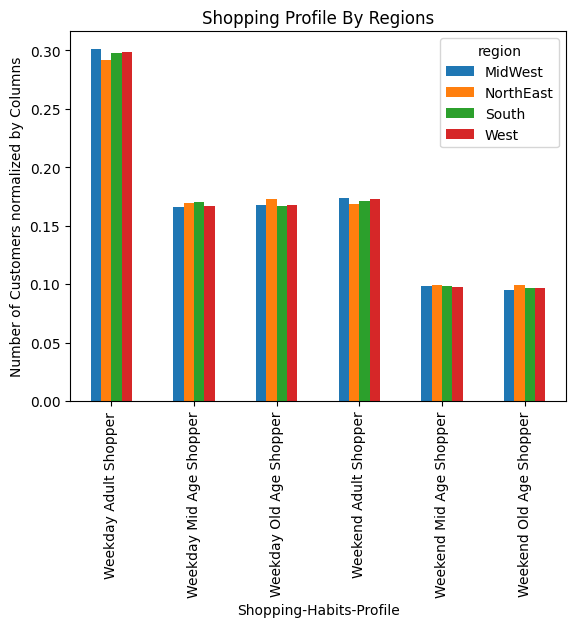 Shopping Profile By Regions
Number of Customers normalized by Columns
0.30
0.25
0.20
0.15
0.10
0.05
0.00
region
MidWest
NorthEast
South
West
Weekday Adult Shopper
Weekday Mid Age Shopper
Weekday Old Age Shopper
Weekend Adult Shopper
Weekend Mid Age Shopper
Weekend Old Age Shopper
Shopping-Habits-Profile